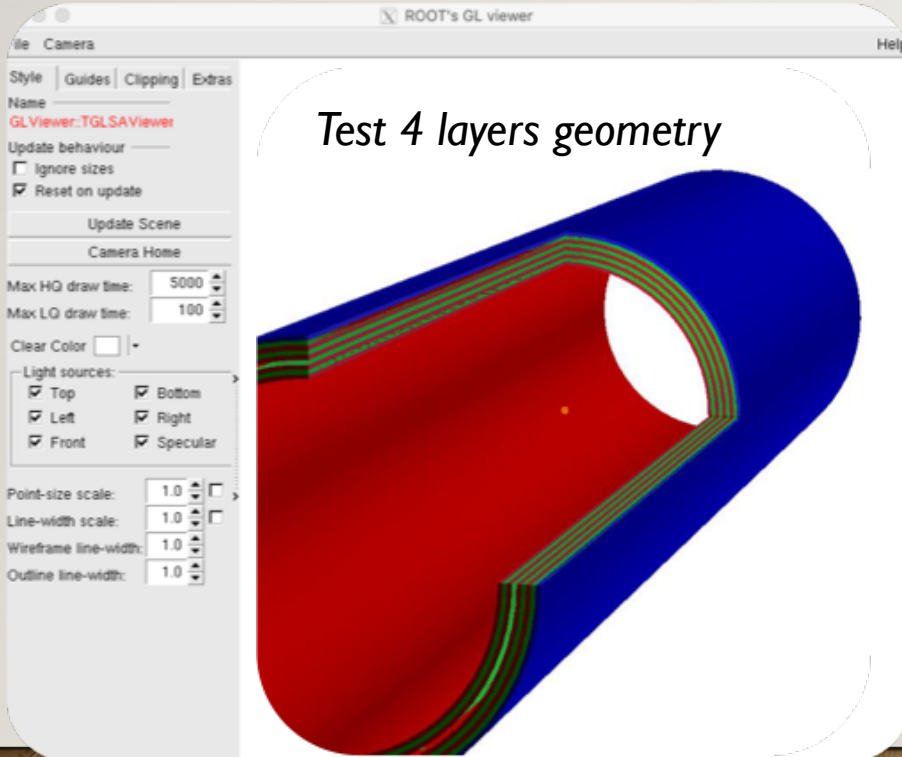 ROOT's GL viewer
ile Camera Help
Style Guides Clipping Extras
Name
GLViewer::TGLSAViewer
Update behaviour
Ignore sizes
Reset on update
Update Scene
Camera Home
Max HQ draw time: 5000
Max LQ draw time: 100
Clear Color
Light sources:
Top Bottom
Left Right
Front Specular
Point-size scale: 1.0
Line-width scale: 1.0
Wireframe line-width: 1.0
Outline line-width: 1.0
Test 4 layers geometry